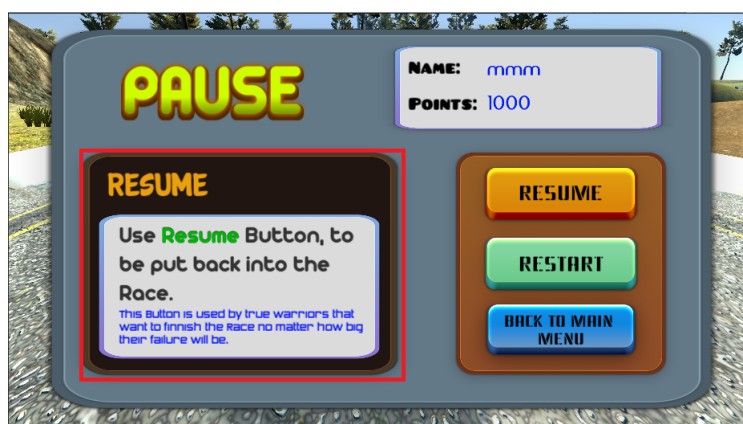 PAUSE
Name: mmm
Points: 1000
RESUME
Use Resume Button, to
be put back into the
Race.
This Button is used by true warriors that
want to finnish the Race no matter how big
their failure will be.
RESUME
RESTART
BACK TO MAIN
MENU